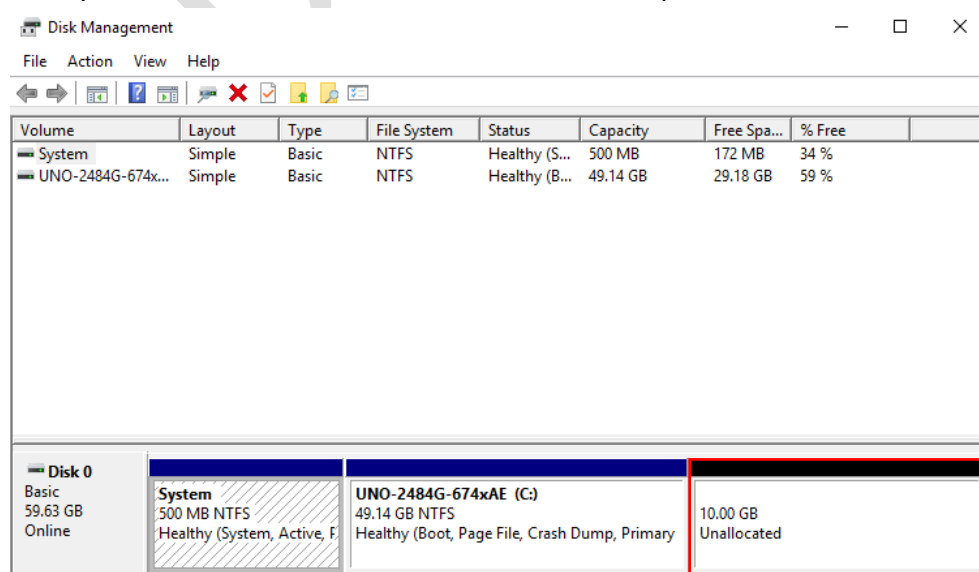 Disk Management
File Action View Help
Volume Layout Type File System Status Capacity Free Spa... % Free
System Simple Basic NTFS Healthy (S... 500 MB 172 MB 34 %
UNO-2484G-674x... Simple Basic NTFS Healthy (B... 49.14 GB 29.18 GB 59 %
Disk 0
Basic
59.63 GB
Online
System
500 MB NTFS
Healthy (System, Active, P
UNO-2484G-674xAE (C:)
49.14 GB NTFS
Healthy (Boot, Page File, Crash Dump, Primary
10.00 GB
Unallocated